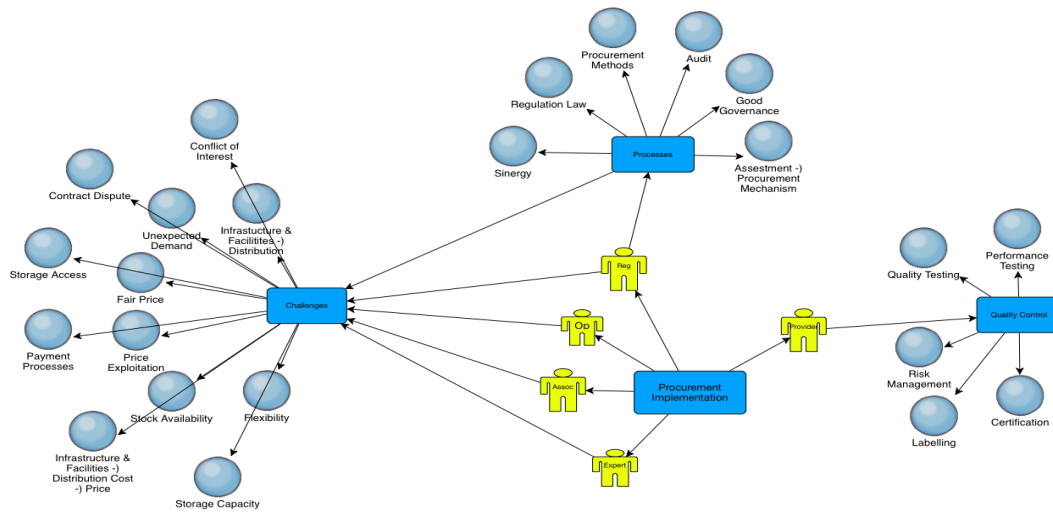 Procurement
Methods
Audit
Regulation Law
Good
Governance
Processes
Sinergy
Assestment -)
Procurement
Mechanism
Conflict of
Interest
Contract Dispute
Unexpected
Demand
Infrastucture &
Facilitites -)
Distribution
Storage Access
Fair Price
Challenges
Payment
Processes
Price
Exploitation
Stock Availability
Flexibility
Infrastructure &
Facilities -)
Distribution Cost
-) Price
Storage Capacity
Reg
Op
Assoc
Expert
Provider
Procurement
Implementation
Quality Testing
Performance
Testing
Quality Control
Risk
Management
Labelling
Certification